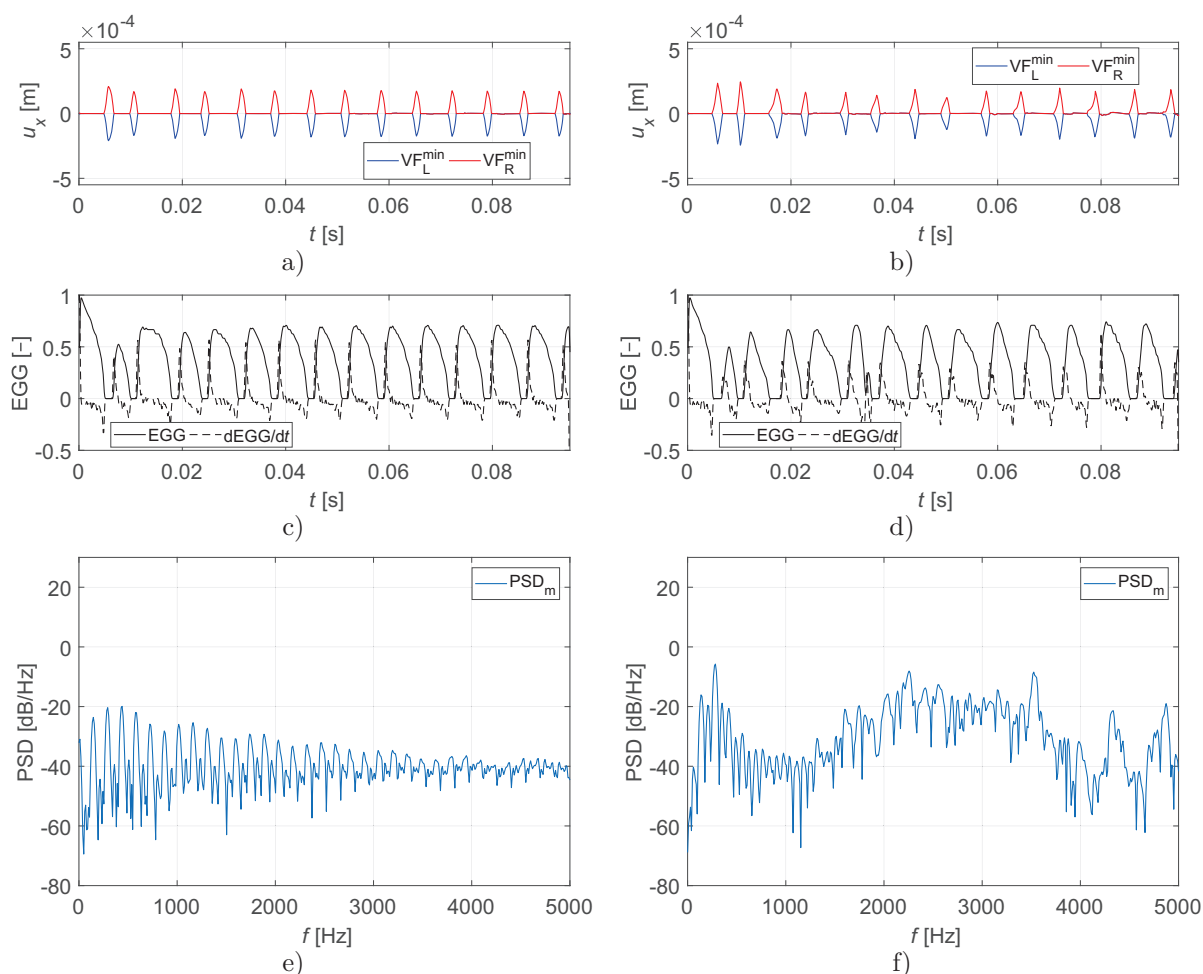 ×10⁻⁴
5
0
-5
u_x [m]
VF_L^min VF_R^min
0 0.02 0.04 0.06 0.08
t [s]
a)
×10⁻⁴
5
0
-5
u_x [m]
VF_L^min VF_R^min
0 0.02 0.04 0.06 0.08
t [s]
b)
1
0.5
0
-0.5
EGG [−]
EGG dEGG/dt
0 0.02 0.04 0.06 0.08
t [s]
c)
1
0.5
0
-0.5
EGG [−]
EGG dEGG/dt
0 0.02 0.04 0.06 0.08
t [s]
d)
20
0
-20
-40
-60
-80
PSD [dB/Hz]
PSD_m
0 1000 2000 3000 4000 5000
f [Hz]
e)
20
0
-20
-40
-60
-80
PSD [dB/Hz]
PSD_m
0 1000 2000 3000 4000 5000
f [Hz]
f)